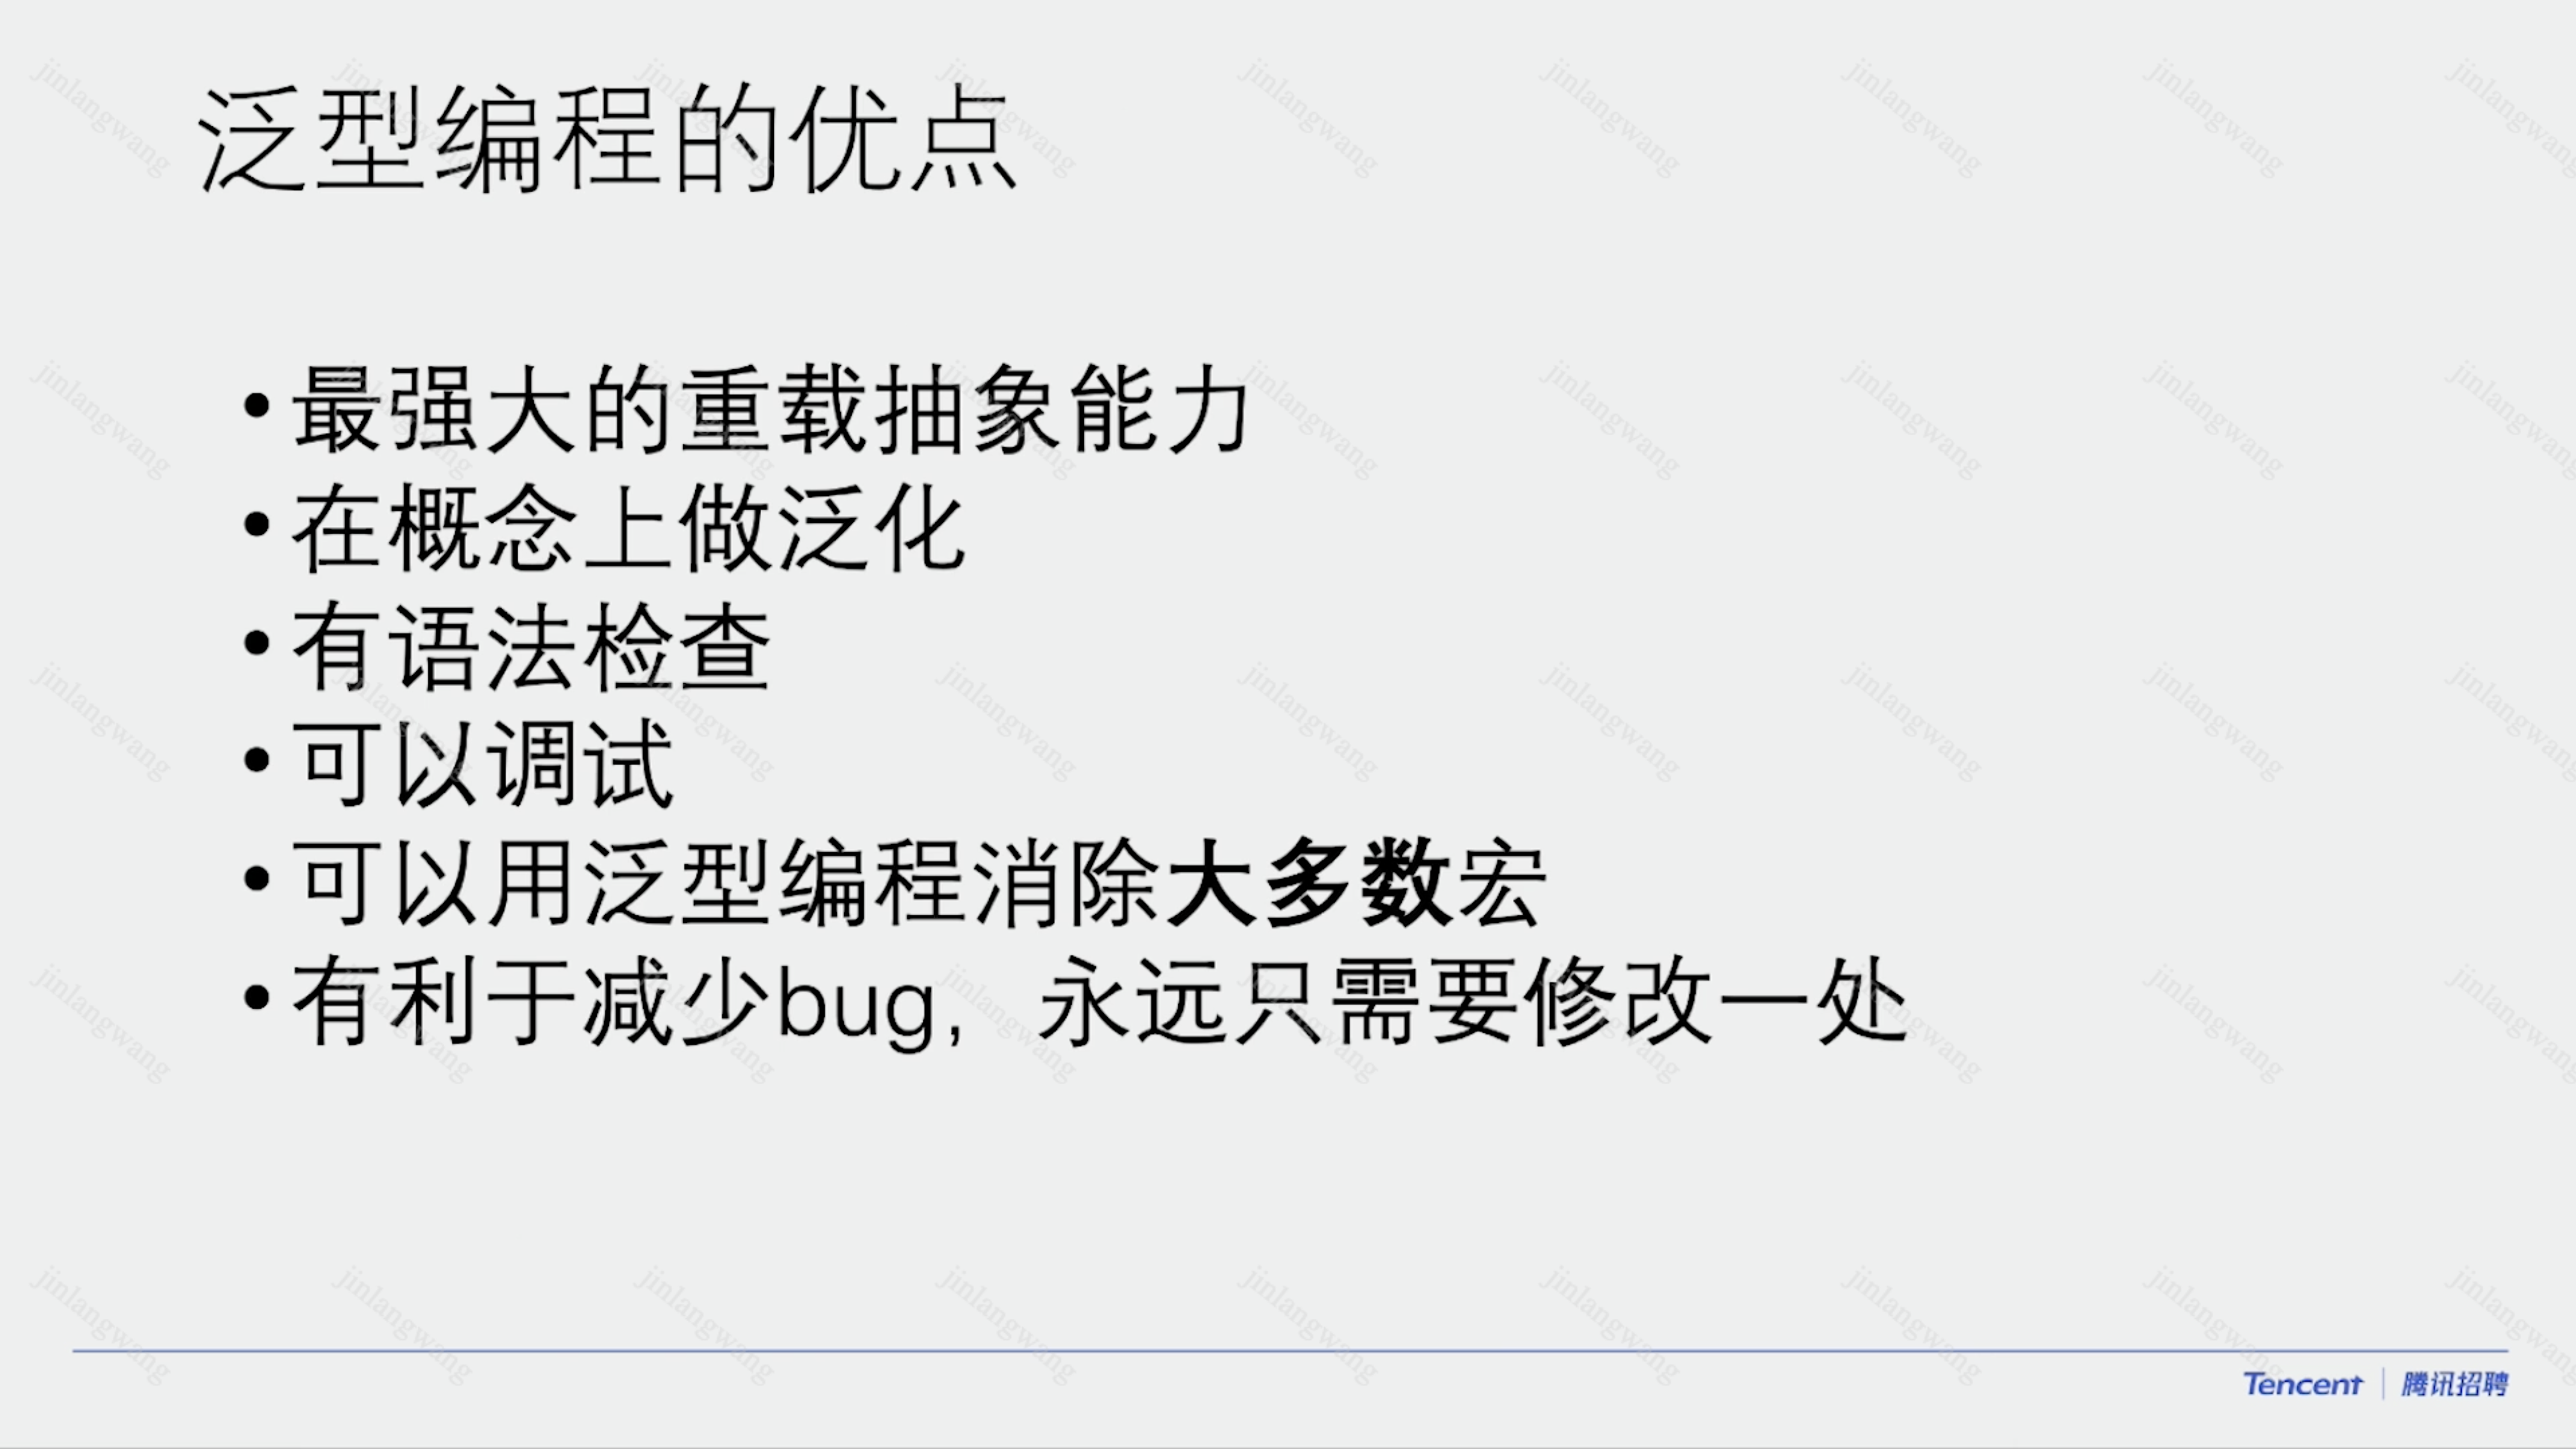 泛型编程的优点
• 最强大的重载抽象能力
• 在概念上做泛化
• 有语法检查
• 可以调试
• 可以用泛型编程消除大多数宏
• 有利于减少bug，永远只需要修改一处
Tencent | 腾讯招聘
jinlangwang